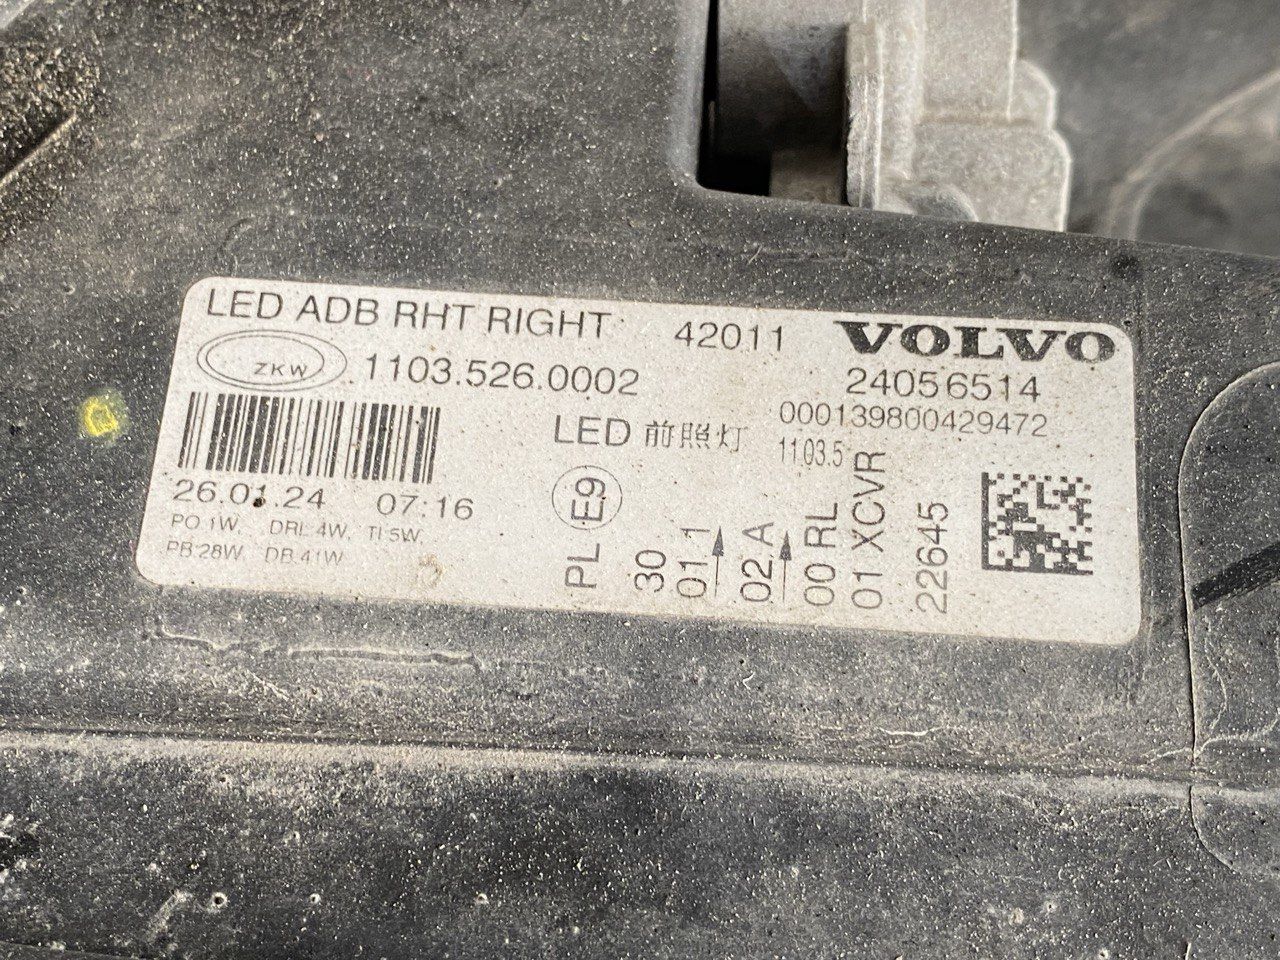 LED ADB RHT RIGHT 42011 VOLVO
ZKW 1103.526.0002 24056514
000139800429472
LED 前照灯 11.03.5
26.01.24 07:16
PO.1W, DRL.4W, TI.5W,
PB.28W, DB.41W
PL E9
30
01.1
02.A
00 RL
01 XCVR
22645